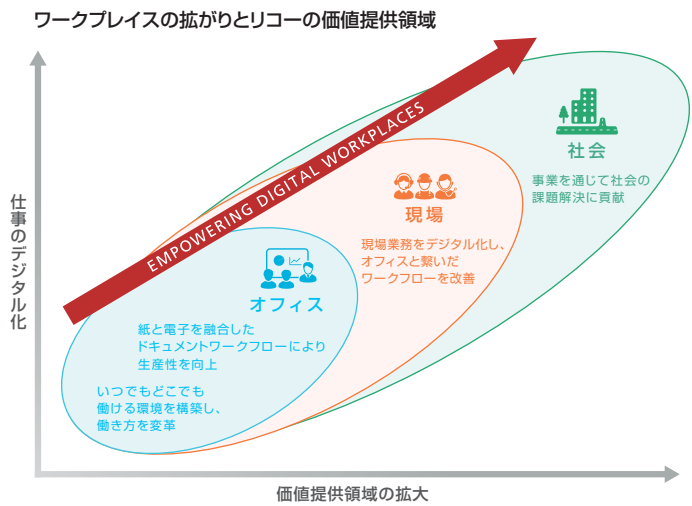 ワークプレイスの拡がりとリコーの価値提供領域
仕事のデジタル化
EMPOWERING DIGITAL WORKPLACES
社会
事業を通じて社会の
課題解決に貢献
現場
現場業務をデジタル化し、
オフィスと繋いだ
ワークフローを改善
オフィス
紙と電子を融合した
ドキュメントワークフローにより
生産性を向上
いつでもどこでも
働ける環境を構築し、
働き方を変革
価値提供領域の拡大